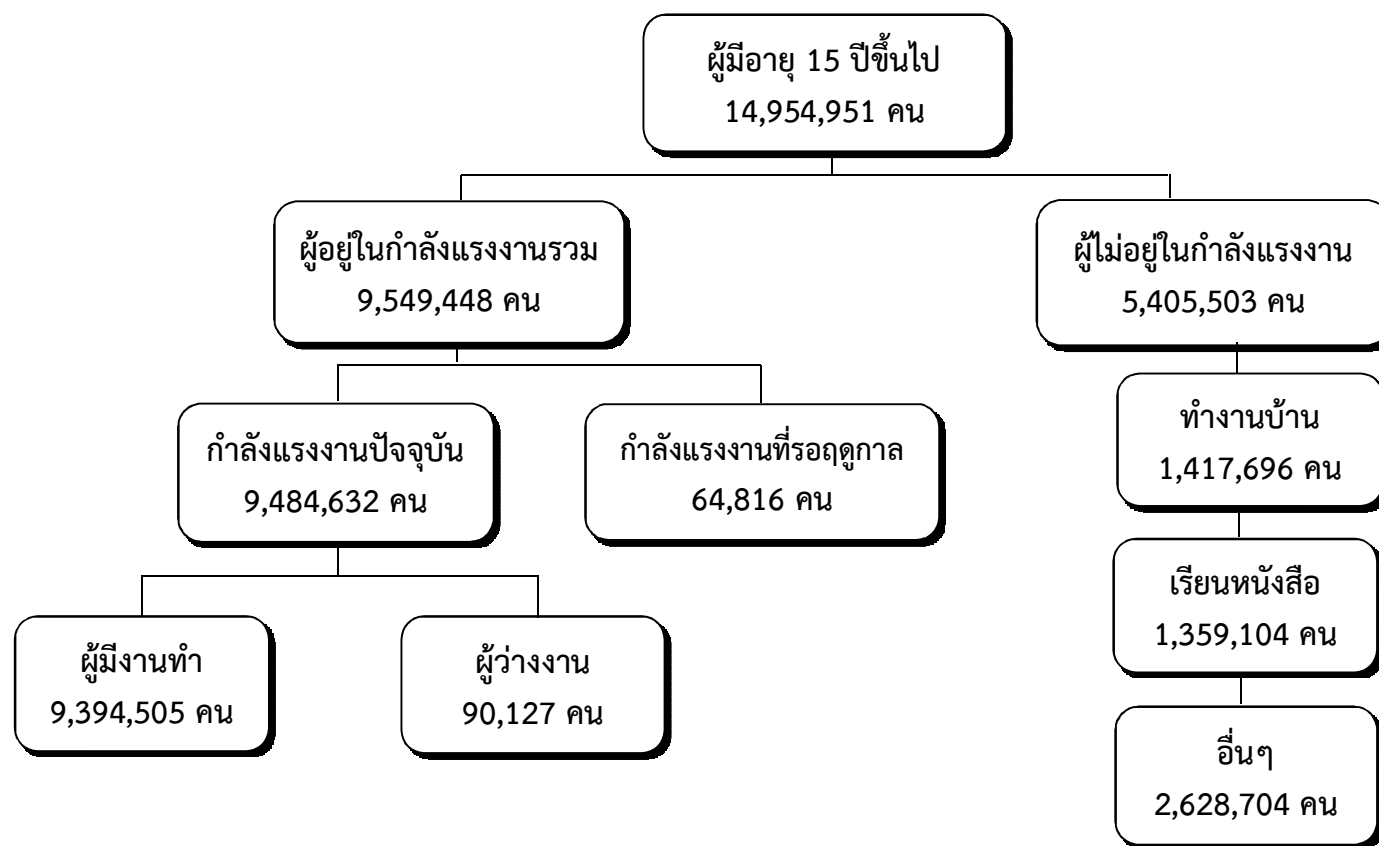 ผู้มีอายุ 15 ปีขึ้นไป
14,954,951 คน
ผู้อยู่ในกำลังแรงงานรวม
9,549,448 คน
ผู้ไม่อยู่ในกำลังแรงงาน
5,405,503 คน
กำลังแรงงานปัจจุบัน
9,484,632 คน
กำลังแรงงานที่รอฤดูกาล
64,816 คน
ทำงานบ้าน
1,417,696 คน
เรียนหนังสือ
1,359,104 คน
ผู้มีงานทำ
9,394,505 คน
ผู้ว่างงาน
90,127 คน
อื่นๆ
2,628,704 คน